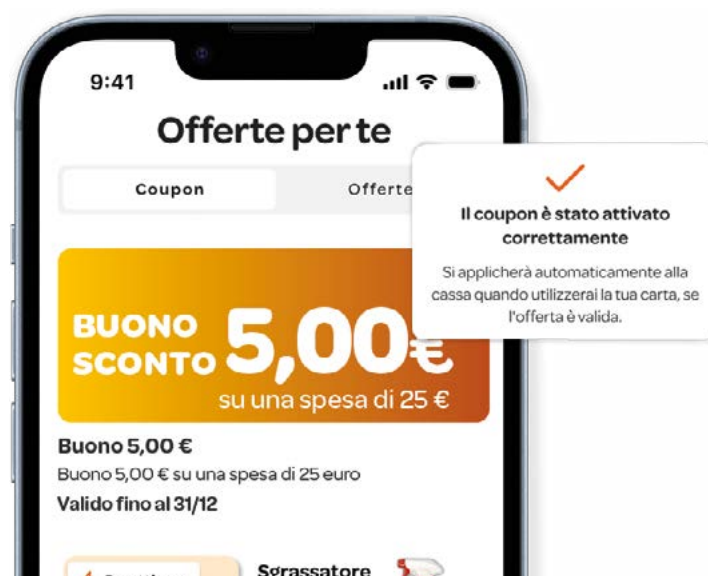 9:41
Offerte per te
Coupon
Offerte
Il coupon è stato attivato
correttamente
Si applicherà automaticamente alla
cassa quando utilizzerai la tua carta, se
l'offerta è valida.
BUONO
SCONTO 5,00€
su una spesa di 25 €
Buono 5,00 €
Buono 5,00 € su una spesa di 25 euro
Valido fino al 31/12
Sgrassatore